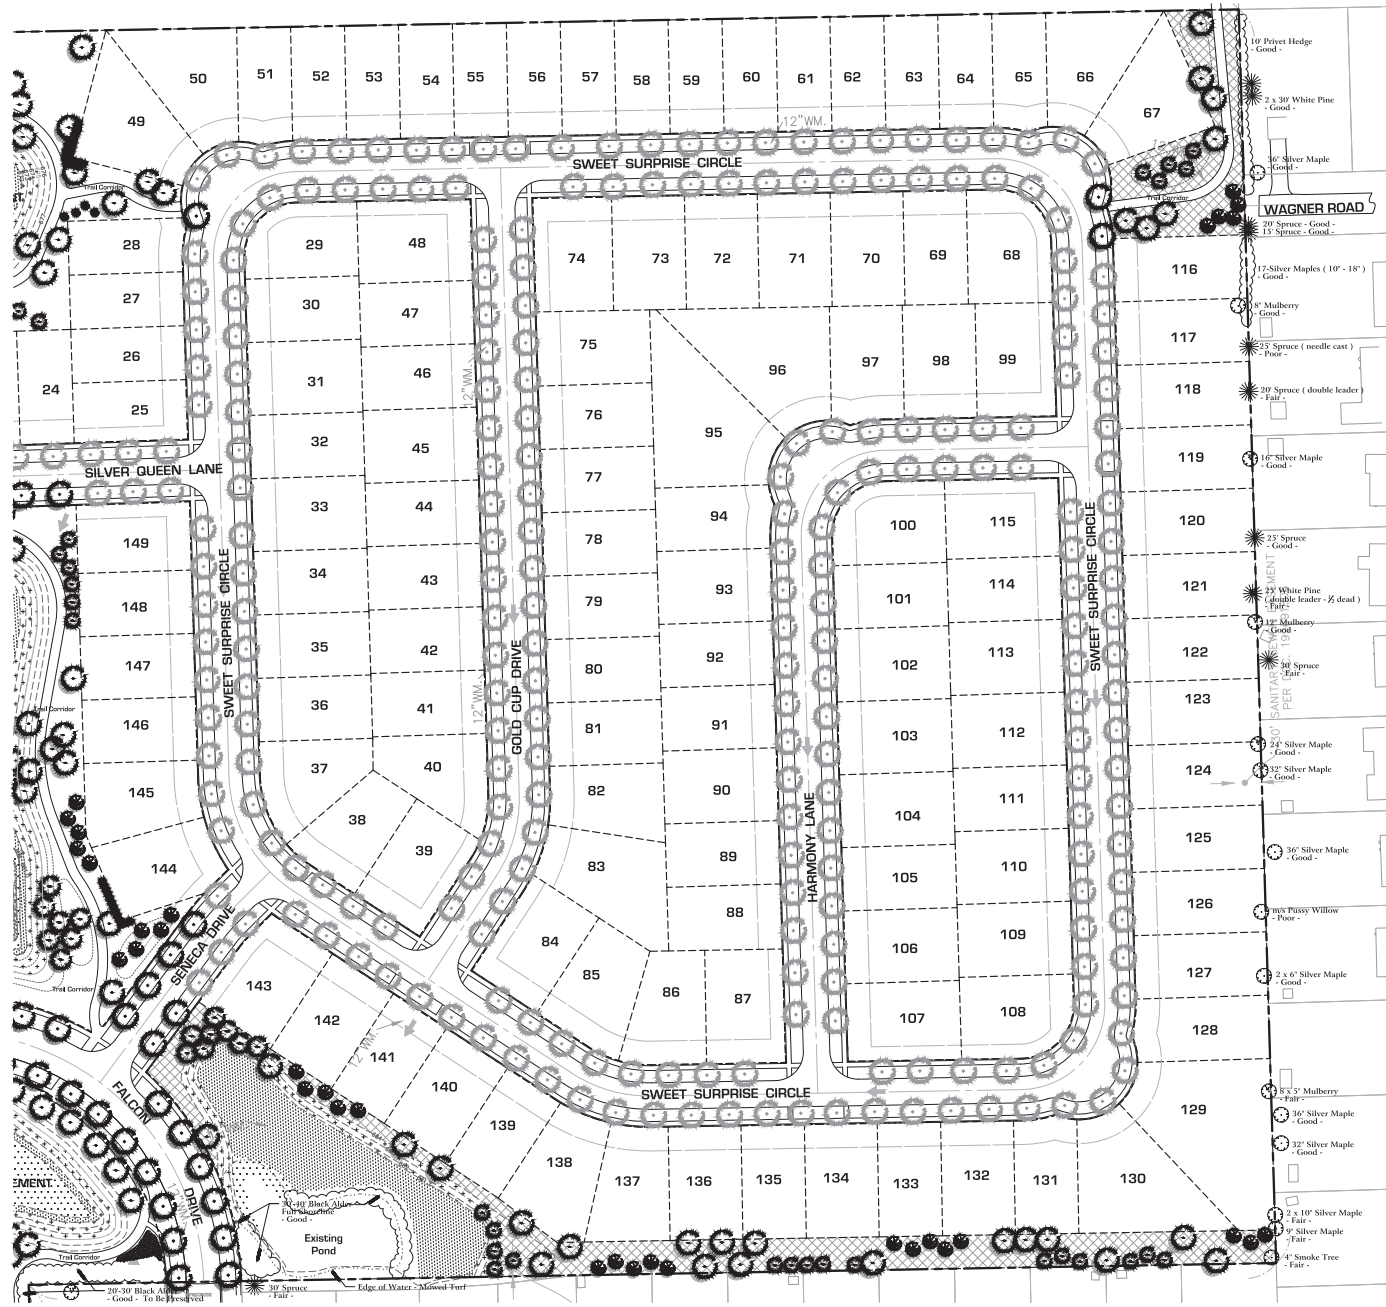 50
51
52
53
54
55
56
57
58
59
60
61
62
63
64
65
66
67
49
10' Privet Hedge
- Good -
2 x 30' White Pine
- Good -
12"WM.
SWEET SURPRISE CIRCLE
36" Silver Maple
- Good -
Trail Corridor
Trail Corridor
WAGNER ROAD
20' Spruce - Good -
15' Spruce - Good -
28
29
48
74
73
72
71
70
69
68
116
17-Silver Maples ( 10" - 18" )
- Good -
27
30
47
8" Mulberry
- Good -
117
26
75
25' Spruce ( needle cast )
- Poor -
24
25
31
46
12"WM.
96
97
98
99
118
20' Spruce ( double leader )
- Fair -
76
95
32
45
119
16" Silver Maple
- Good -
SILVER QUEEN LANE
77
33
44
94
100
115
120
149
78
25' Spruce
- Good -
34
43
79
93
101
114
121
25' White Pine
( double leader - ½ dead )
- Fair -
148
12" Mulberry
- Good -
SWEET SURPRISE CIRCLE
GOLD CUP DRIVE
SWEET SURPRISE CIRCLE
147
35
42
80
92
102
113
122
30' Spruce
- Fair -
146
36
41
12"WM.
81
91
103
112
123
Trail Corridor
24" Silver Maple
- Good -
145
37
40
82
90
HARMONY LANE
111
124
32" Silver Maple
- Good -
38
39
104
125
144
83
89
105
110
36" Silver Maple
- Good -
88
126
m/s Pussy Willow
- Poor -
SENECA DRIVE
84
85
106
109
127
2 x 6" Silver Maple
- Good -
Trail Corridor
143
142
86
87
107
108
128
12"WM.
141
140
SWEET SURPRISE CIRCLE
8 x 5" Mulberry
- Fair -
FALCON
DRIVE
139
129
36" Silver Maple
- Good -
32" Silver Maple
- Good -
138
137
136
135
134
133
132
131
130
EMENT
30'-40' Black Alder
Full Shoreline
- Good -
Existing
Pond
2 x 10" Silver Maple
- Fair -
9" Silver Maple
- Fair -
Trail Corridor
4" Smoke Tree
- Fair -
20'-30' Black Alder
- Good - To Be Preserved
30' Spruce
- Fair -
Edge of Water - Mowed Turf